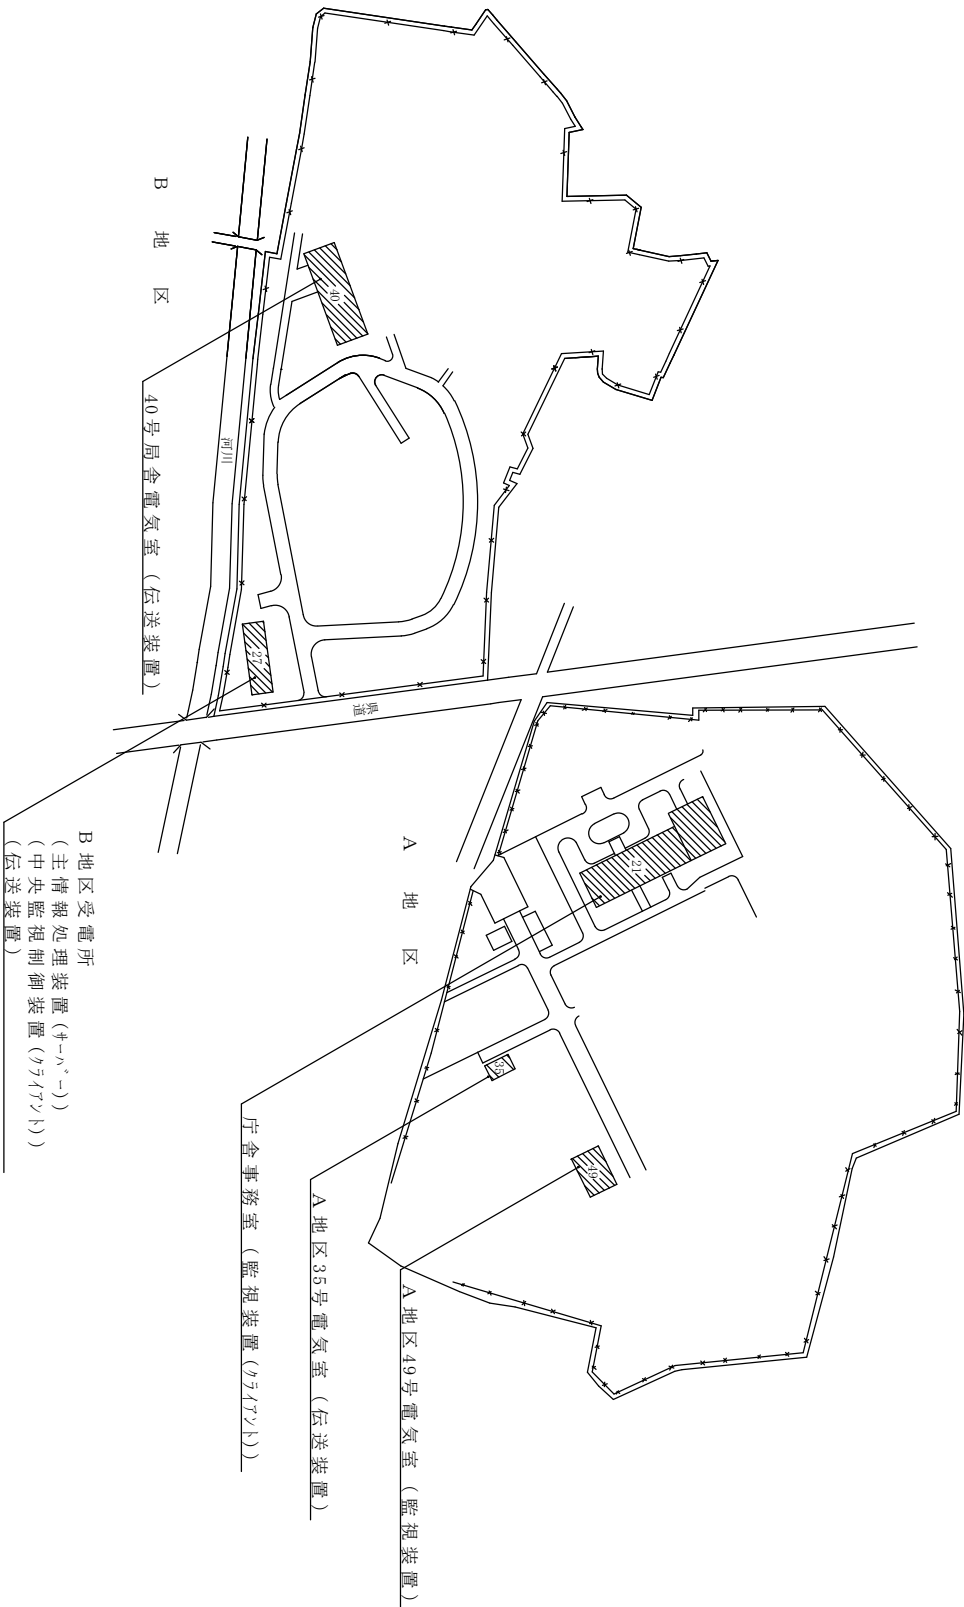 B 地 区
40
40号局舎電気室(伝送装置)
河川
27
県道
B地区受電所
(主情報処理装置(サーバー))
(中央監視制御装置(クライアント))
(伝送装置)
A 地 区
21
35
49
庁舎事務室(監視装置(クライアント))
A地区35号電気室(伝送装置)
A地区49号電気室(監視装置)